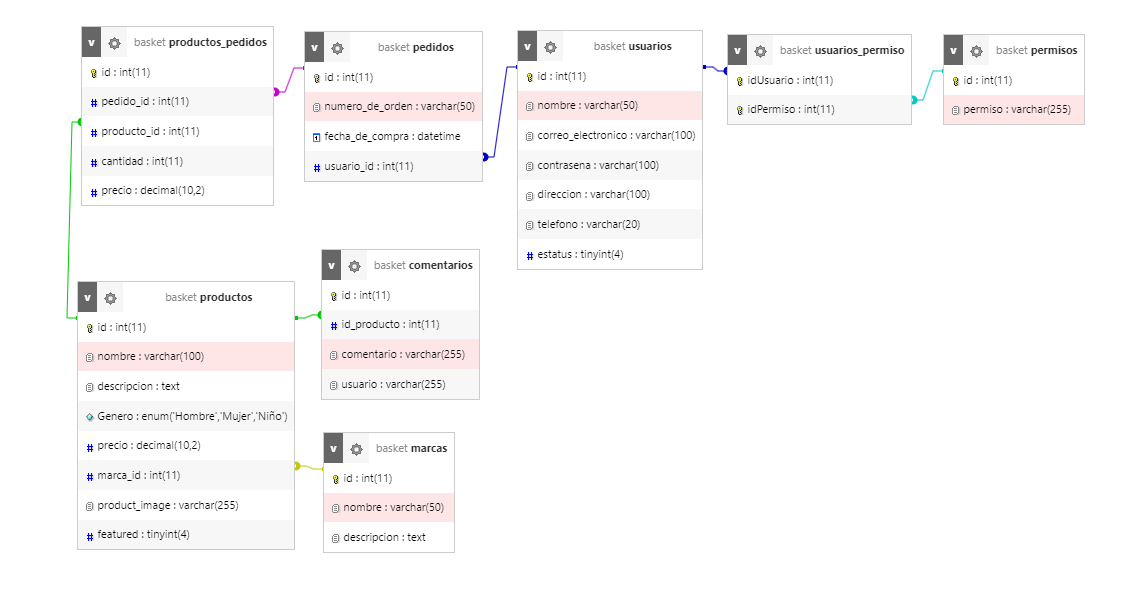 v basket productos_pedidos
id : int(11)
# pedido_id : int(11)
# producto_id : int(11)
# cantidad : int(11)
# precio : decimal(10,2)
v basket pedidos
id : int(11)
numero_de_orden : varchar(50)
fecha_de_compra : datetime
# usuario_id : int(11)
v basket usuarios
id : int(11)
nombre : varchar(50)
correo_electronico : varchar(100)
contrasena : varchar(100)
direccion : varchar(100)
telefono : varchar(20)
# estatus : tinyint(4)
v basket usuarios_permiso
idUsuario : int(11)
idPermiso : int(11)
v basket permisos
id : int(11)
permiso : varchar(255)
v basket productos
id : int(11)
nombre : varchar(100)
descripcion : text
Genero : enum('Hombre','Mujer','Niño')
# precio : decimal(10,2)
# marca_id : int(11)
product_image : varchar(255)
# featured : tinyint(4)
v basket comentarios
id : int(11)
# id_producto : int(11)
comentario : varchar(255)
usuario : varchar(255)
v basket marcas
id : int(11)
nombre : varchar(50)
descripcion : text